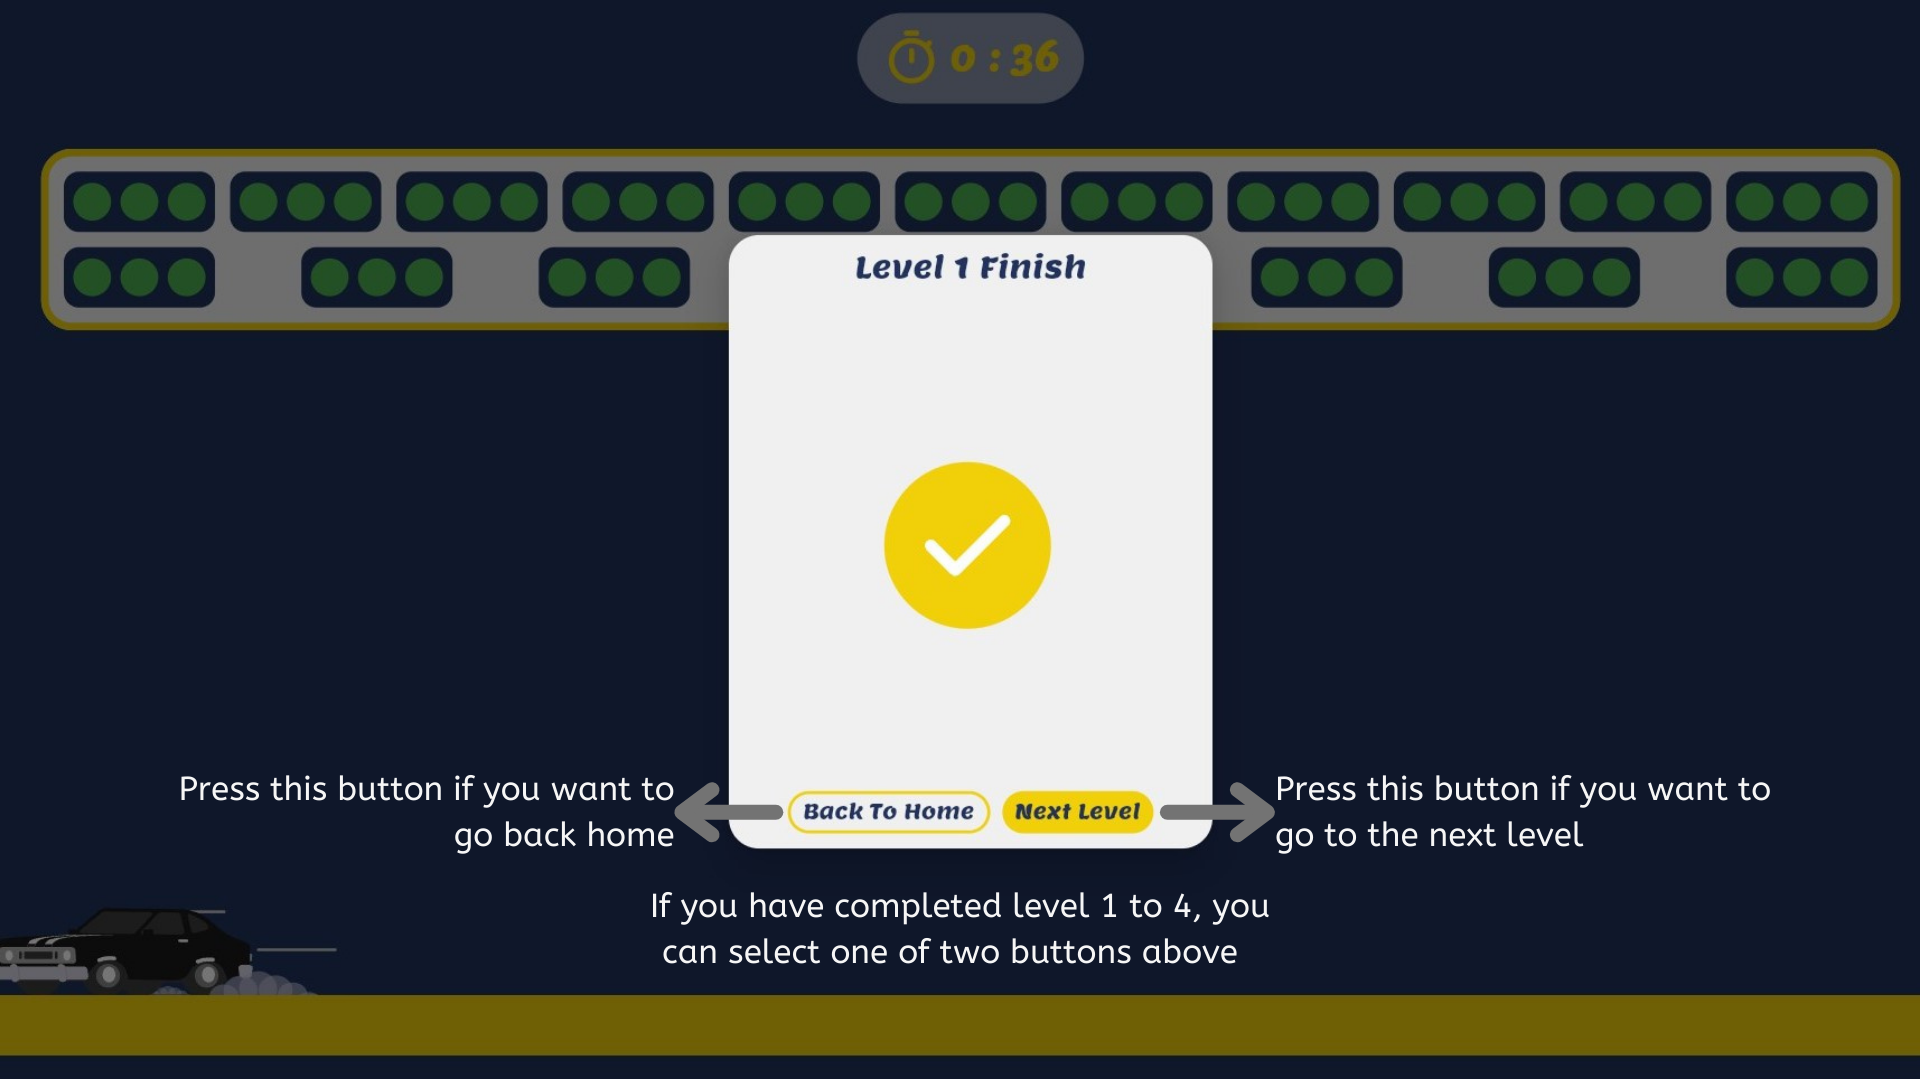 0 : 36
Level 1 Finish
Press this button if you want to
go back home
Back To Home
Next Level
Press this button if you want to
go to the next level
If you have completed level 1 to 4, you
can select one of two buttons above